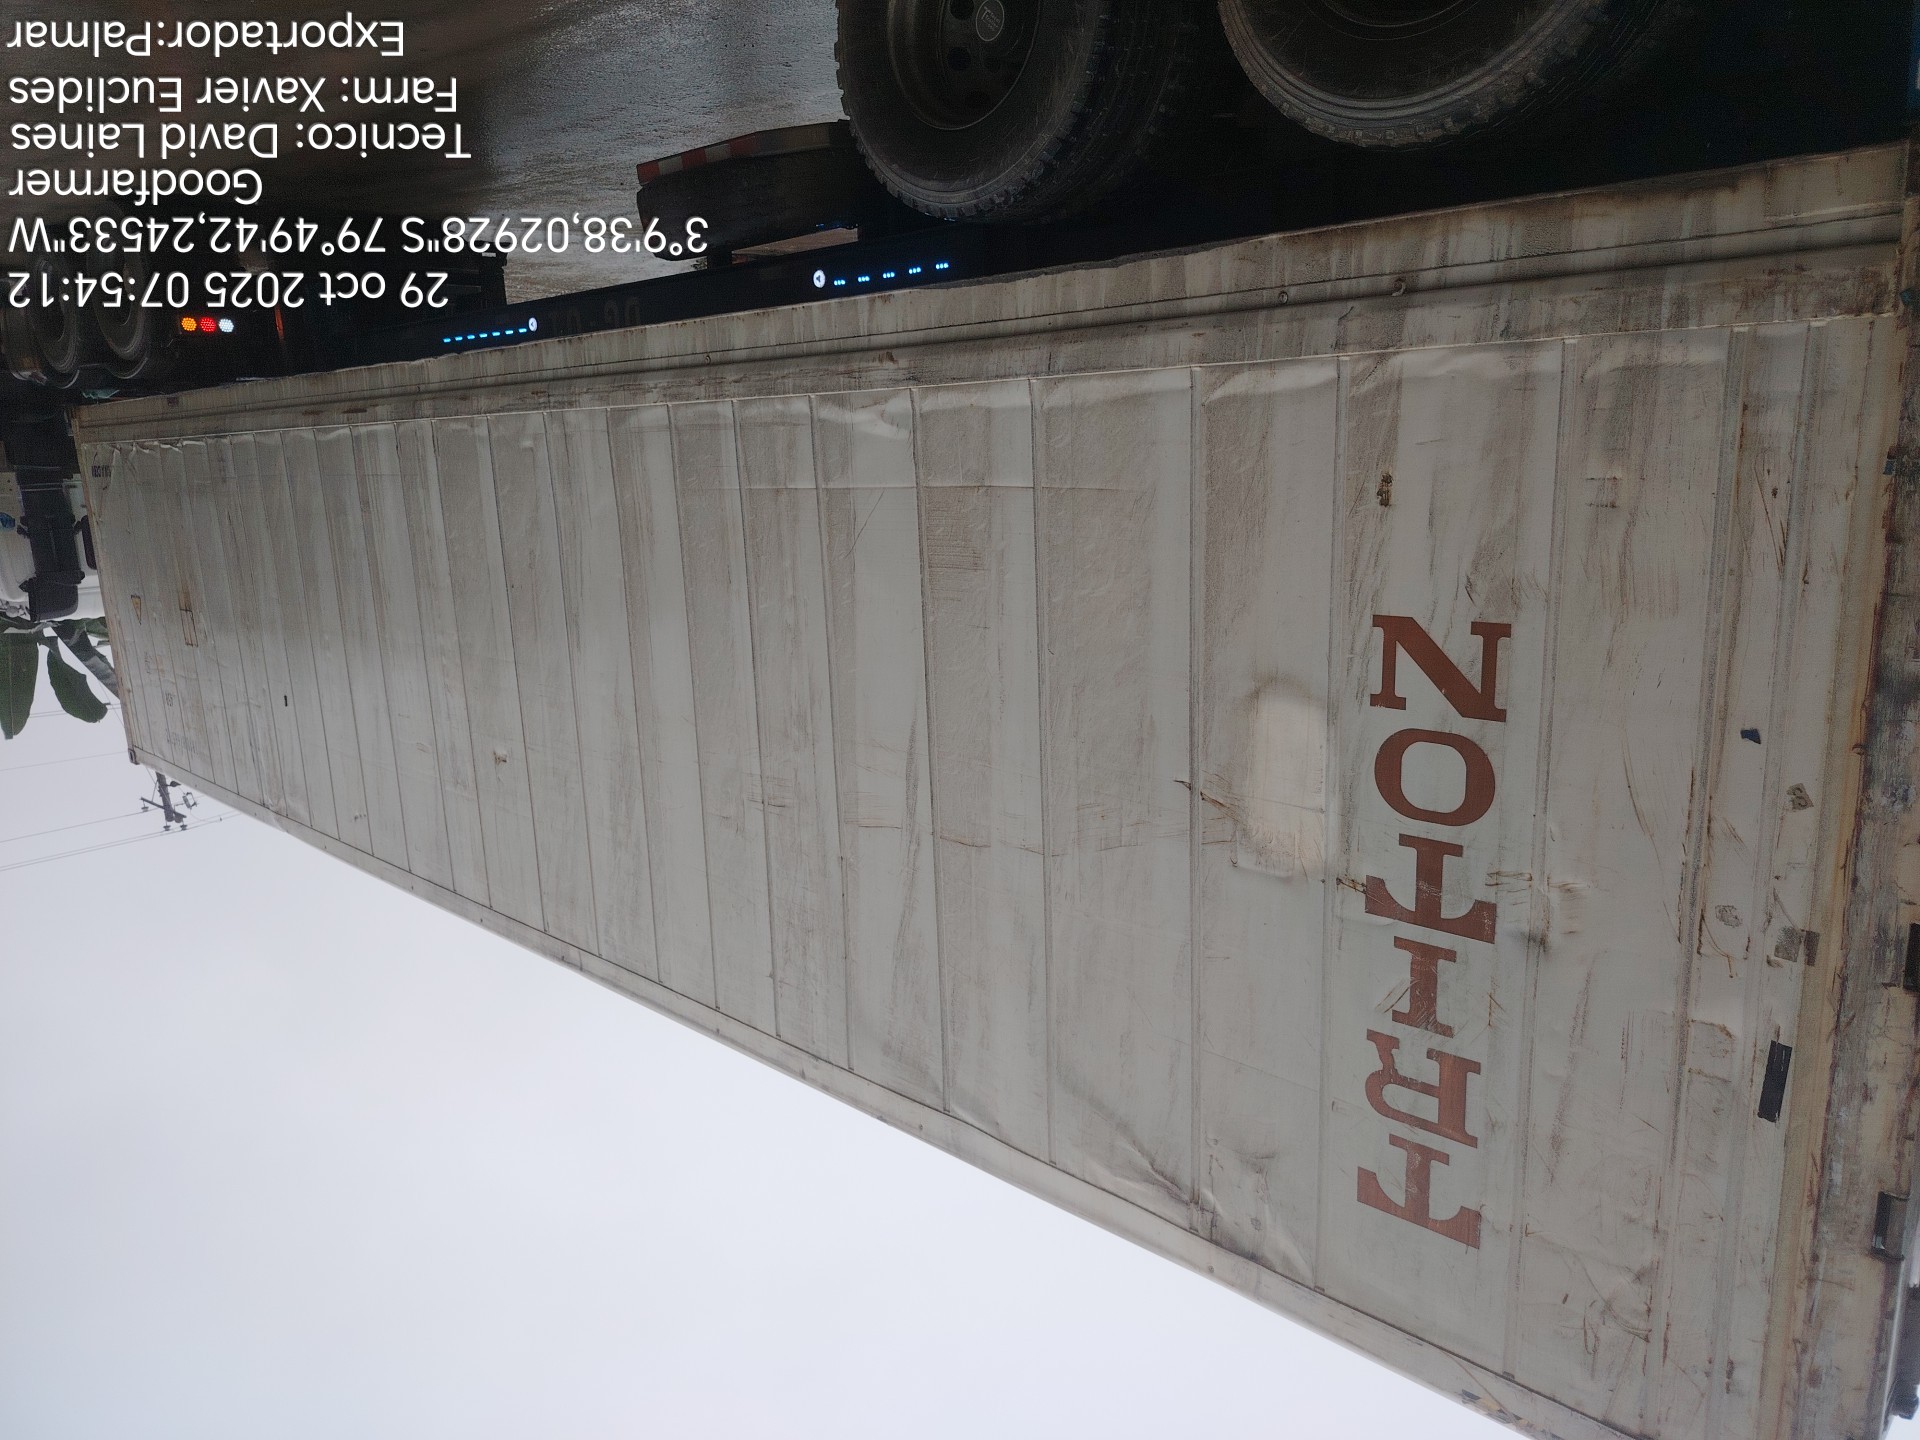 TRITON
29 oct 2025 07:54:12
3°9'38,02928"S 79°49'42,24533"W
Goodfarmer
Tecnico: David Laines
Farm: Xavier Euclides
Exportador:Palmar